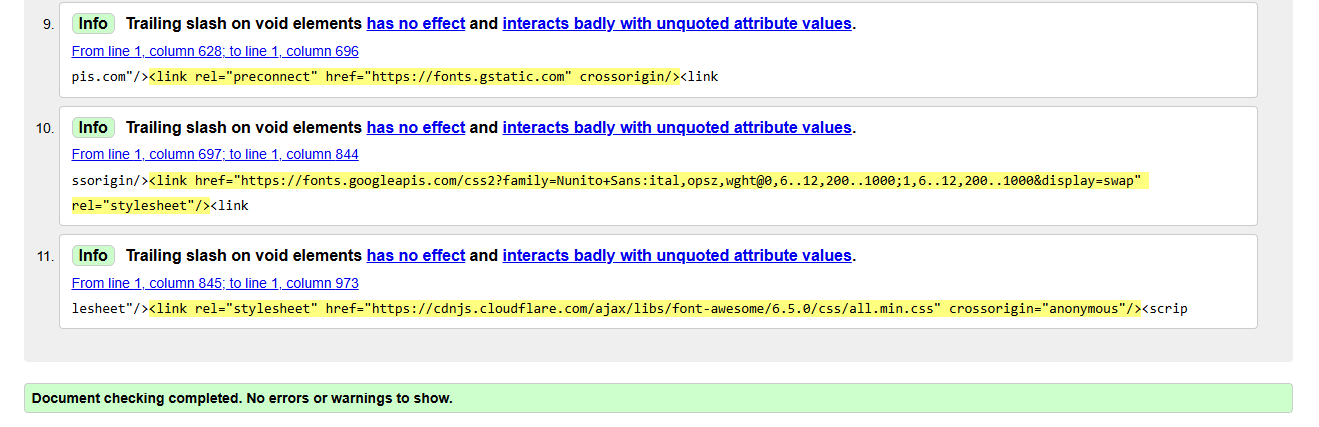 9. Info Trailing slash on void elements has no effect and interacts badly with unquoted attribute values.
From line 1, column 628; to line 1, column 696
pis.com"/><link rel="preconnect" href="https://fonts.gstatic.com" crossorigin/><link
10. Info Trailing slash on void elements has no effect and interacts badly with unquoted attribute values.
From line 1, column 697; to line 1, column 844
ssorigin/><link href="https://fonts.googleapis.com/css2?family=Nunito+Sans:ital,opsz,wght@0,6..12,200..1000;1,6..12,200..1000&display=swap"
rel="stylesheet"/><link
11. Info Trailing slash on void elements has no effect and interacts badly with unquoted attribute values.
From line 1, column 845; to line 1, column 973
lesheet"/><link rel="stylesheet" href="https://cdnjs.cloudflare.com/ajax/libs/font-awesome/6.5.0/css/all.min.css" crossorigin="anonymous"/><scrip
Document checking completed. No errors or warnings to show.